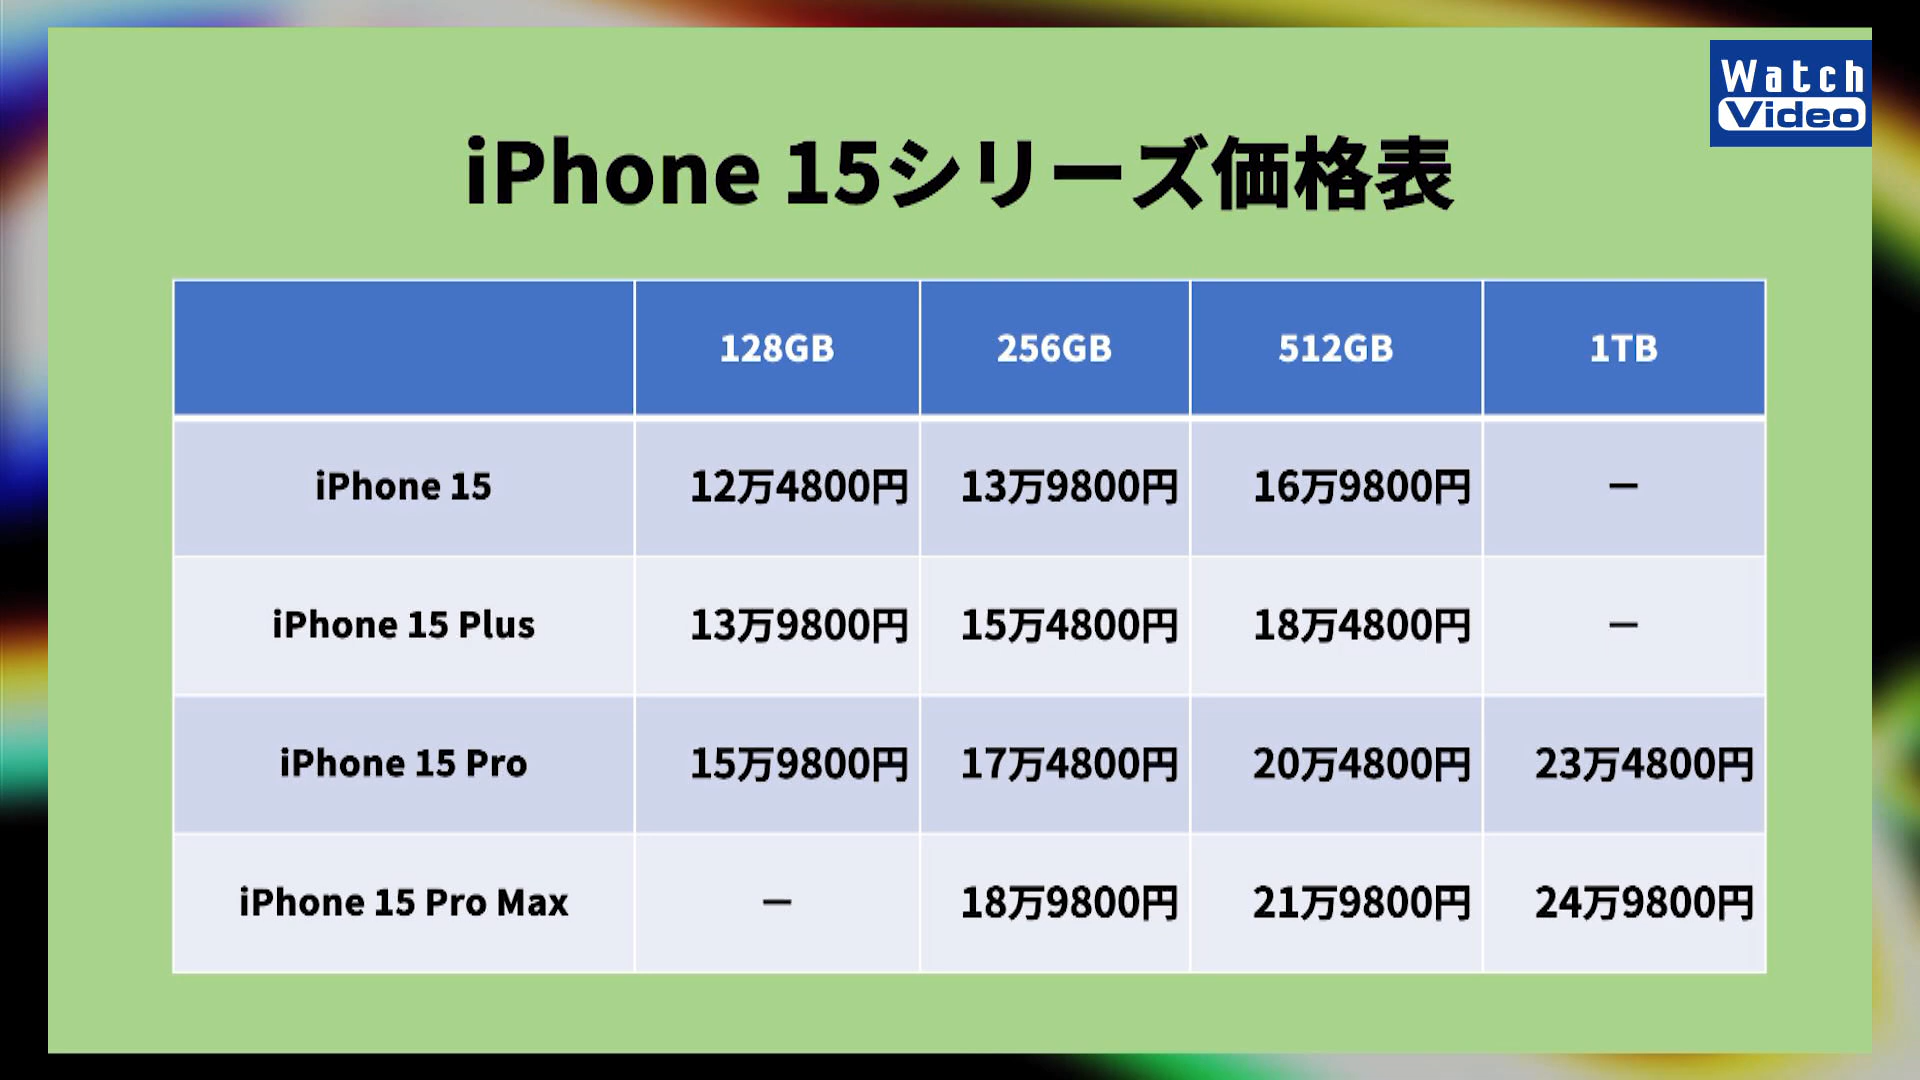 Watch
Video
iPhone 15シリーズ価格表
128GB 256GB 512GB 1TB
iPhone 15 12万4800円 13万9800円 16万9800円 ー
iPhone 15 Plus 13万9800円 15万4800円 18万4800円 ー
iPhone 15 Pro 15万9800円 17万4800円 20万4800円 23万4800円
iPhone 15 Pro Max ー 18万9800円 21万9800円 24万9800円